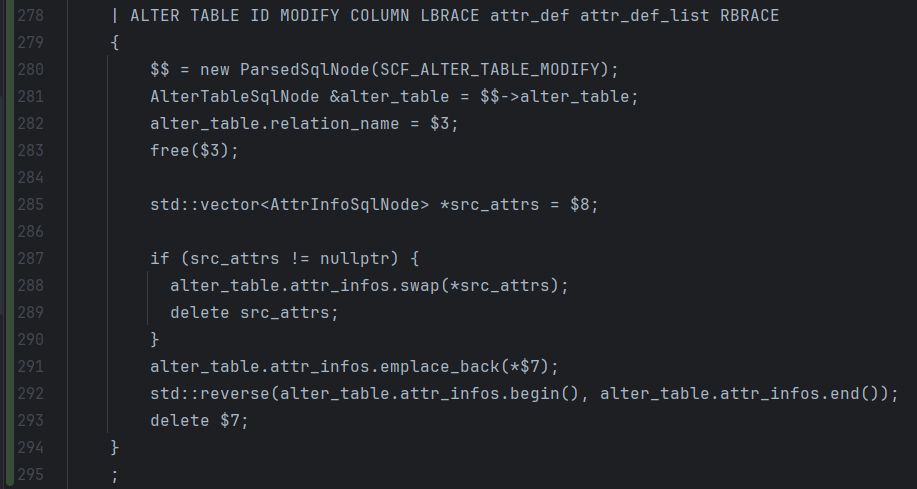 278 | ALTER TABLE ID MODIFY COLUMN LBRACE attr_def attr_def_list RBRACE
279 {
280 $$ = new ParsedSqlNode(SCF_ALTER_TABLE_MODIFY);
281 AlterTableSqlNode &alter_table = $$->alter_table;
282 alter_table.relation_name = $3;
283 free($3);
284
285 std::vector<AttrInfoSqlNode> *src_attrs = $8;
286
287 if (src_attrs != nullptr) {
288 alter_table.attr_infos.swap(*src_attrs);
289 delete src_attrs;
290 }
291 alter_table.attr_infos.emplace_back(*$7);
292 std::reverse(alter_table.attr_infos.begin(), alter_table.attr_infos.end());
293 delete $7;
294 }
295 ;